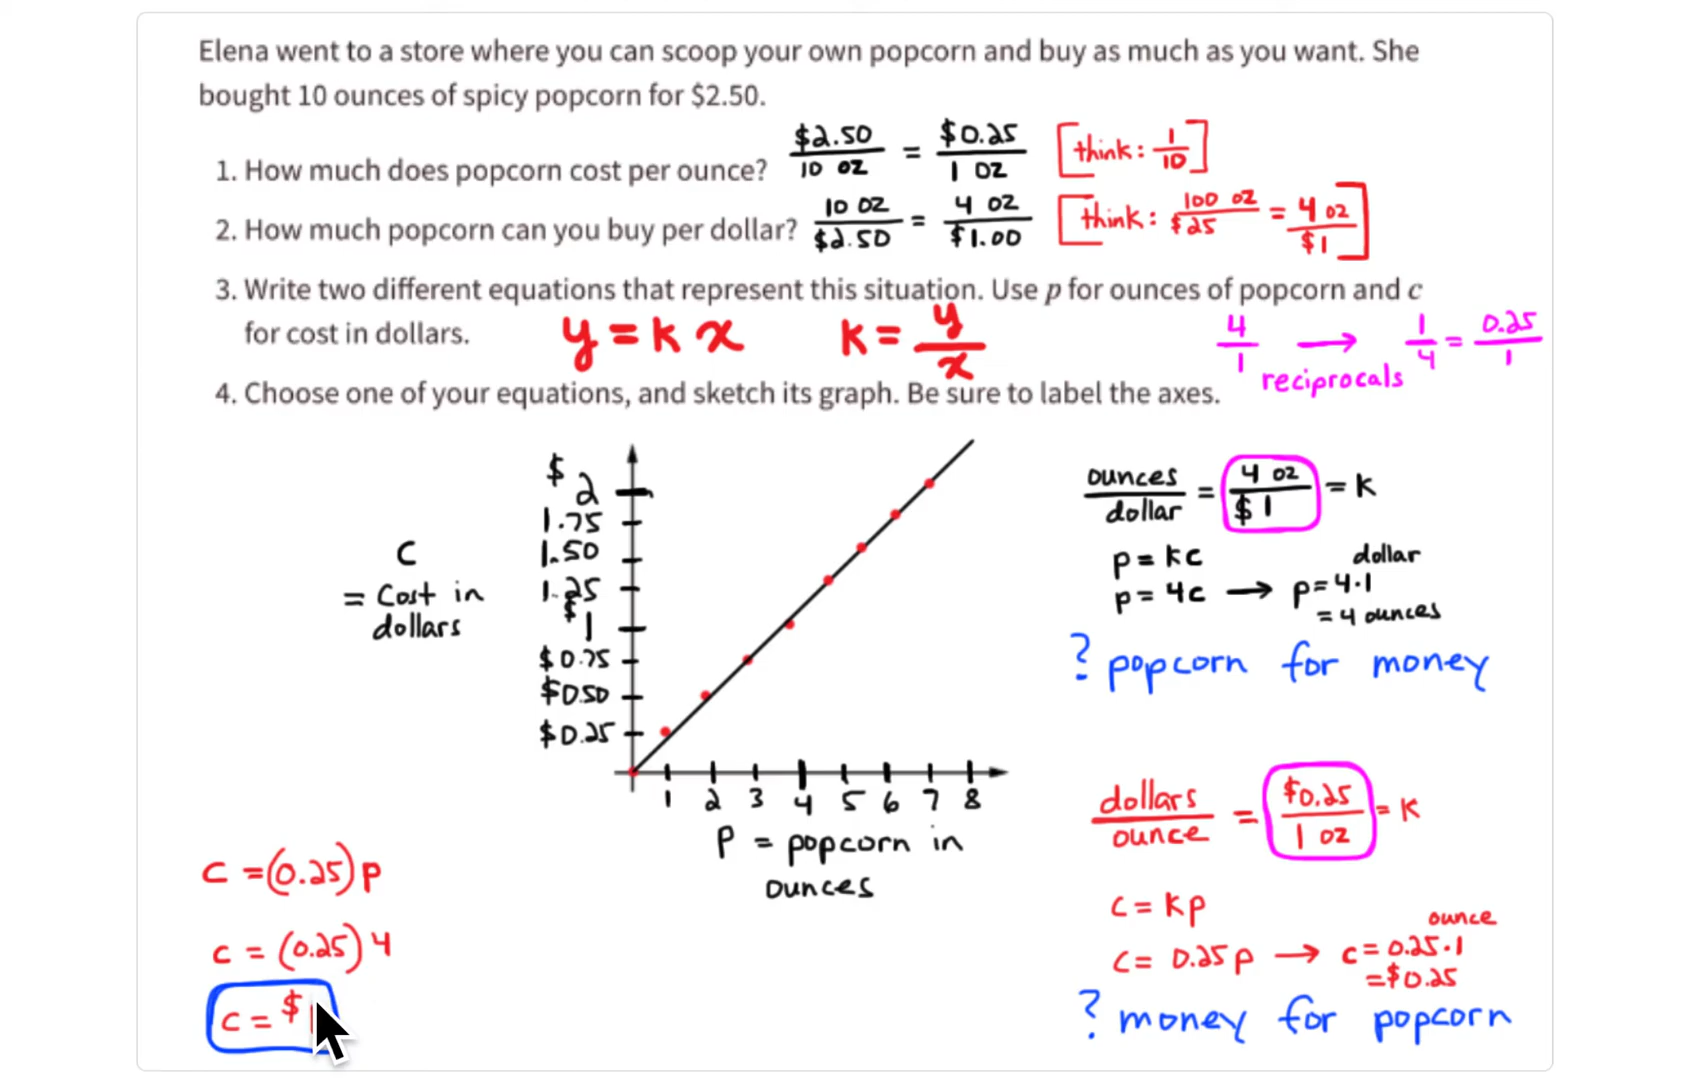 Elena went to a store where you can scoop your own popcorn and buy as much as you want. She
bought 10 ounces of spicy popcorn for $2.50.
1. How much does popcorn cost per ounce? $2.50/10 oz = $0.25/1 oz [think: 1/10]
2. How much popcorn can you buy per dollar? 10 oz/$2.50 = 4 oz/$1.00 [think: 100 oz/$25 = 4 oz/$1]
3. Write two different equations that represent this situation. Use p for ounces of popcorn and c
for cost in dollars. y = k x k = y/x
4/1 → 1/4 = 0.25/1
reciprocals
4. Choose one of your equations, and sketch its graph. Be sure to label the axes.
$ 2
1.75
1.50
1.25
$ 1
$0.75
$0.50
$0.25
C
= Cost in
dollars
1 2 3 4 5 6 7 8
P = popcorn in
ounces
ounces/dollar = 4 oz/$1 = k
p = kc
dollar
p = 4c → p = 4·1
= 4 ounces
? popcorn for money
dollars/ounce = $0.25/1 oz = k
c = kp
ounce
c = 0.25p → c = 0.25·1
= $0.25
? money for popcorn
c = (0.25) p
c = (0.25) 4
c = $1